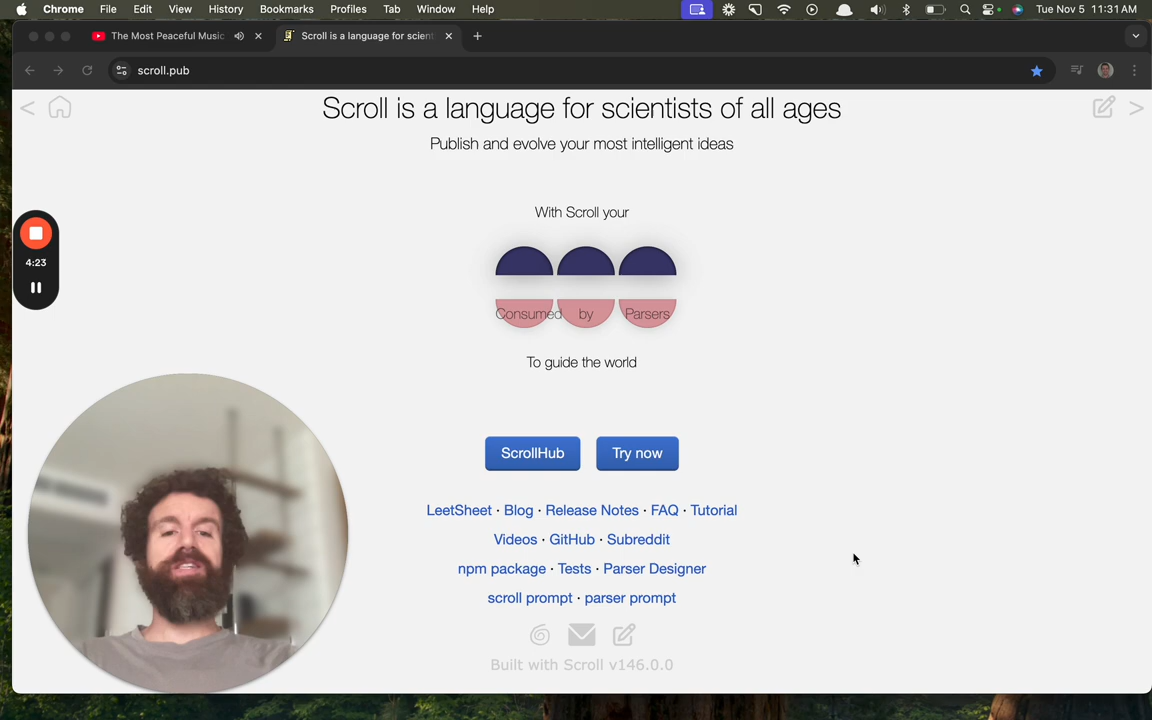 Chrome File Edit View History Bookmarks Profiles Tab Window Help Tue Nov 5 11:31 AM
The Most Peaceful Music Scroll is a language for scient
scroll.pub
Scroll is a language for scientists of all ages
Publish and evolve your most intelligent ideas
With Scroll your
4:23
Consumed by Parsers
To guide the world
ScrollHub Try now
LeetSheet · Blog · Release Notes · FAQ · Tutorial
Videos · GitHub · Subreddit
npm package · Tests · Parser Designer
scroll prompt · parser prompt
Built with Scroll v146.0.0